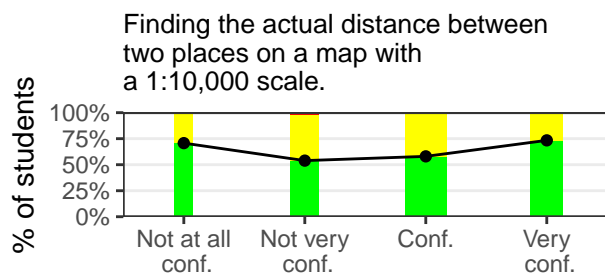 Finding the actual distance between
two places on a map with
a 1:10,000 scale.
% of students
100%
75%
50%
25%
0%
Not at all
conf.
Not very
conf.
Conf.
Very
conf.